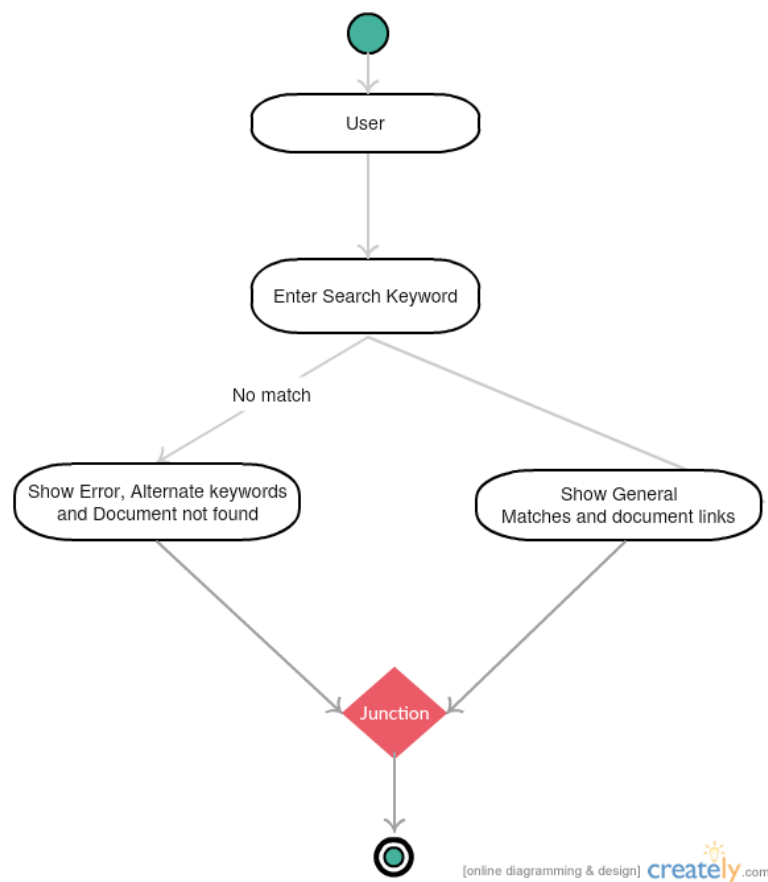 User
Enter Search Keyword
No match
Show Error, Alternate keywords
and Document not found
Show General
Matches and document links
Junction
[online diagramming & design] creately.com